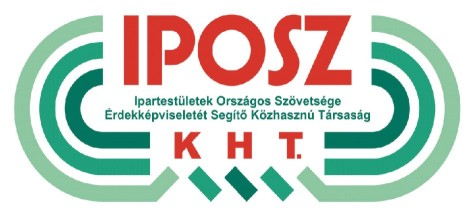 IPOSZ
Ipartestületek Országos Szövetsége
Érdekképviseletét Segítő Közhasznú Társaság
K H T.